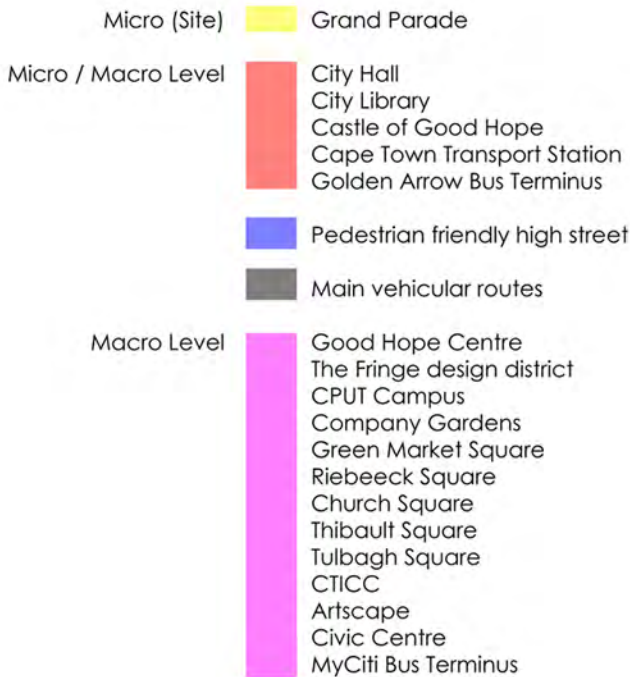 Micro (Site) Grand Parade
Micro / Macro Level City Hall
City Library
Castle of Good Hope
Cape Town Transport Station
Golden Arrow Bus Terminus
Pedestrian friendly high street
Main vehicular routes
Macro Level Good Hope Centre
The Fringe design district
CPUT Campus
Company Gardens
Green Market Square
Riebeeck Square
Church Square
Thibault Square
Tulbagh Square
CTICC
Artscape
Civic Centre
MyCiti Bus Terminus